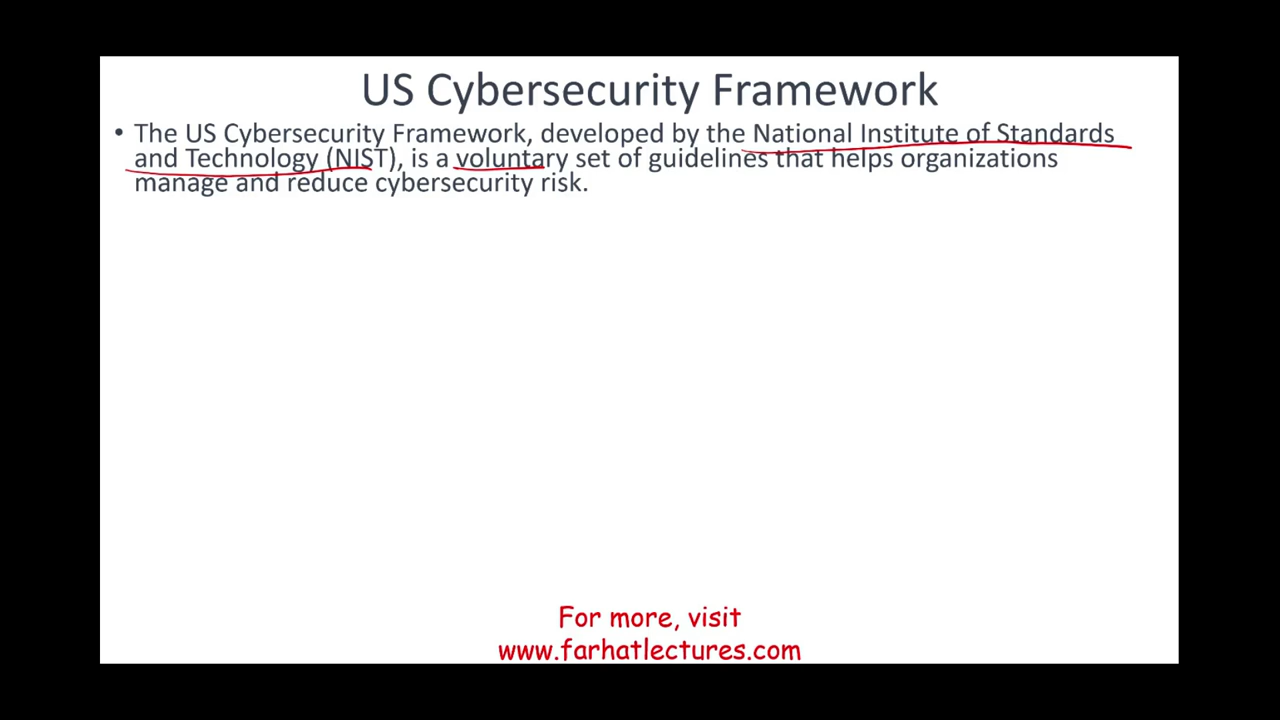 US Cybersecurity Framework
• The US Cybersecurity Framework, developed by the National Institute of Standards
and Technology (NIST), is a voluntary set of guidelines that helps organizations
manage and reduce cybersecurity risk.
For more, visit
www.farhatlectures.com